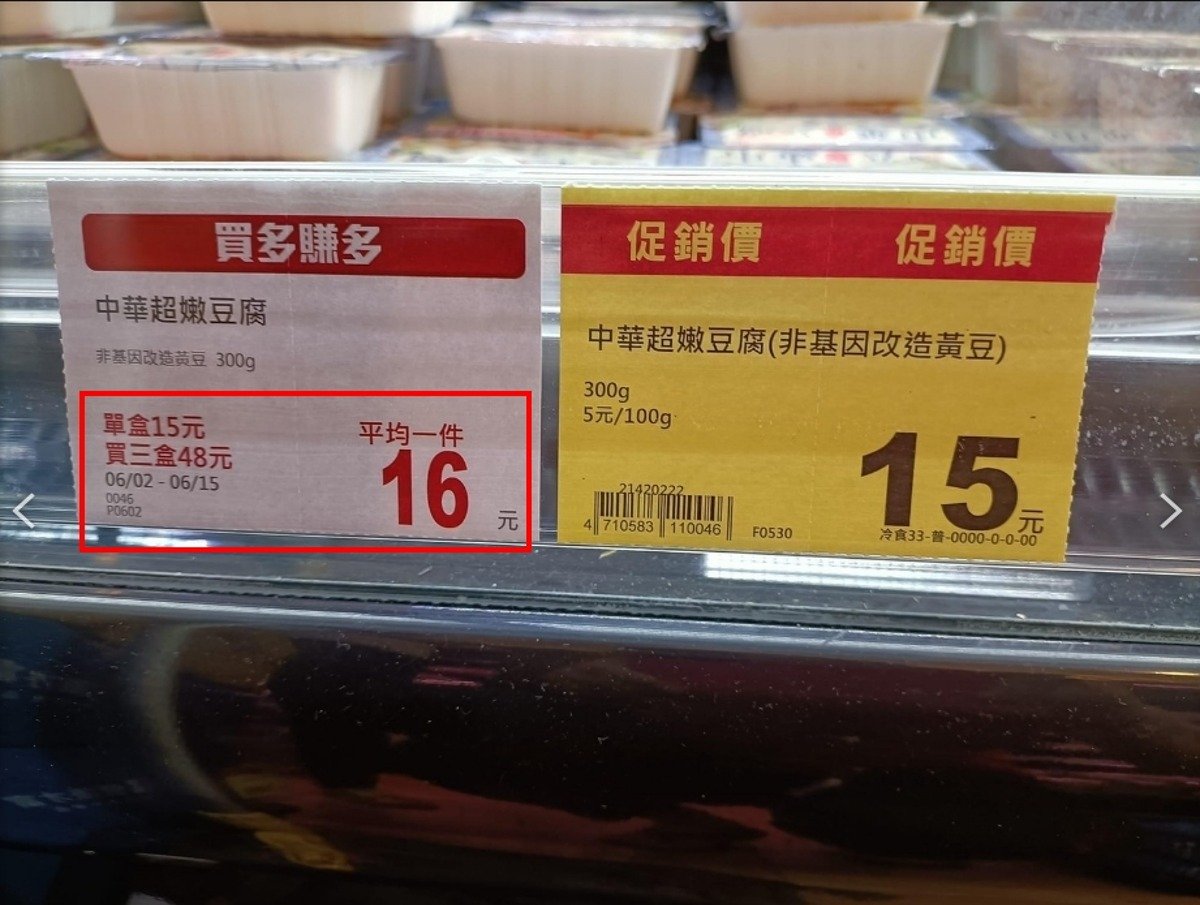 買多賺多
中華超嫩豆腐
非基因改造黃豆 300g
單盒15元
買三盒48元
06/02 - 06/15
0046
P0602
平均一件
16
元
促銷價 促銷價
中華超嫩豆腐(非基因改造黃豆)
300g
5元/100g
21420222
4 710583 110046
F0530
15
元
冷食33-普-0000-0-0-00